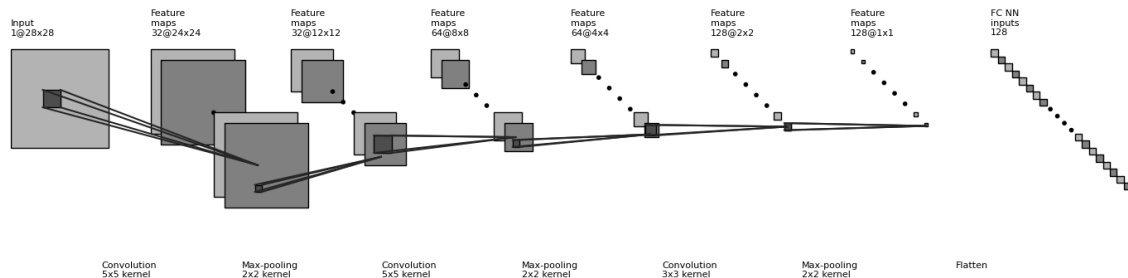 Input
1@28x28
Feature
maps
32@24x24
Feature
maps
32@12x12
Feature
maps
64@8x8
Feature
maps
64@4x4
Feature
maps
128@2x2
Feature
maps
128@1x1
FC NN
inputs
128
Convolution
5x5 kernel
Max-pooling
2x2 kernel
Convolution
5x5 kernel
Max-pooling
2x2 kernel
Convolution
3x3 kernel
Max-pooling
2x2 kernel
Flatten